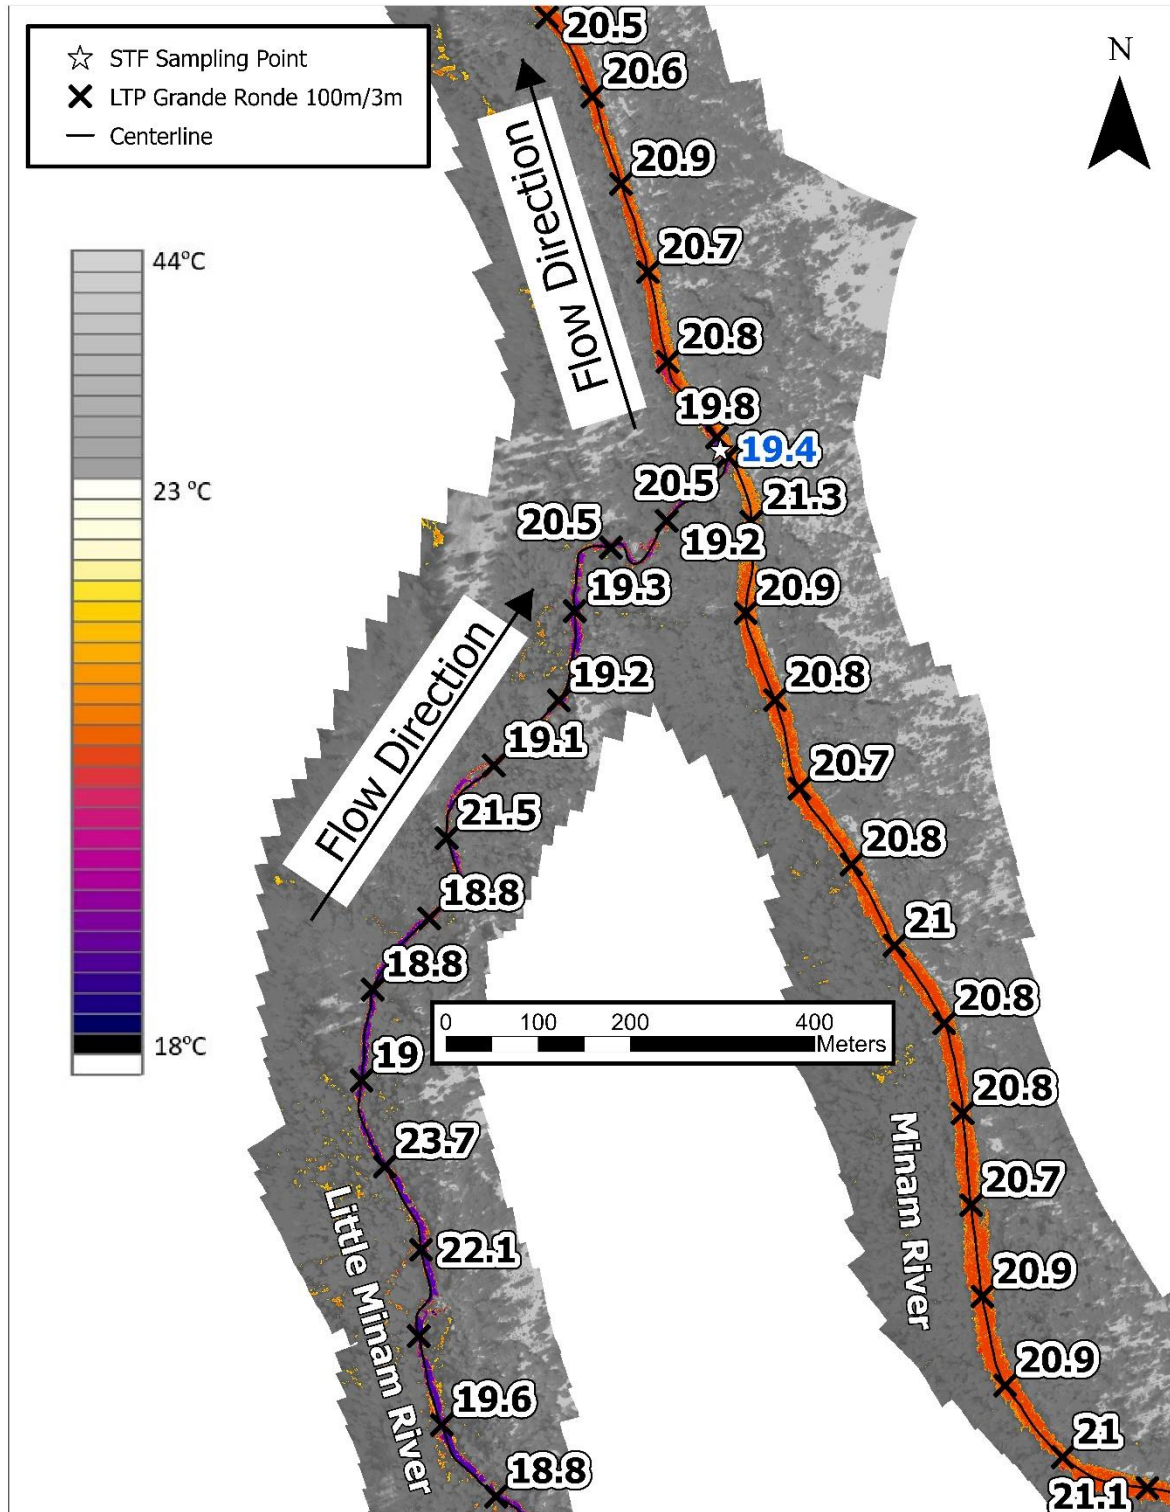 STF Sampling Point
LTP Grande Ronde 100m/3m
Centerline
N
44°C
23 °C
18°C
Flow Direction
20.5
20.6
20.9
20.7
20.8
19.8
19.4
20.5
21.3
19.2
20.5
19.3
20.9
19.2
20.8
19.1
20.7
Flow Direction
21.5
20.8
18.8
21
18.8
20.8
0 100 200 400
Meters
19
20.8
23.7
Minam River
20.7
22.1
20.9
Little Minam River
20.9
19.6
21
18.8
21.1